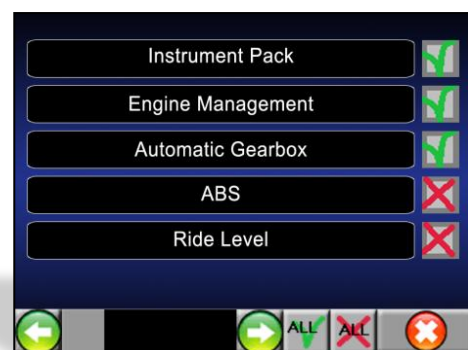 Instrument Pack
Engine Management
Automatic Gearbox
ABS
Ride Level
ALL ALL